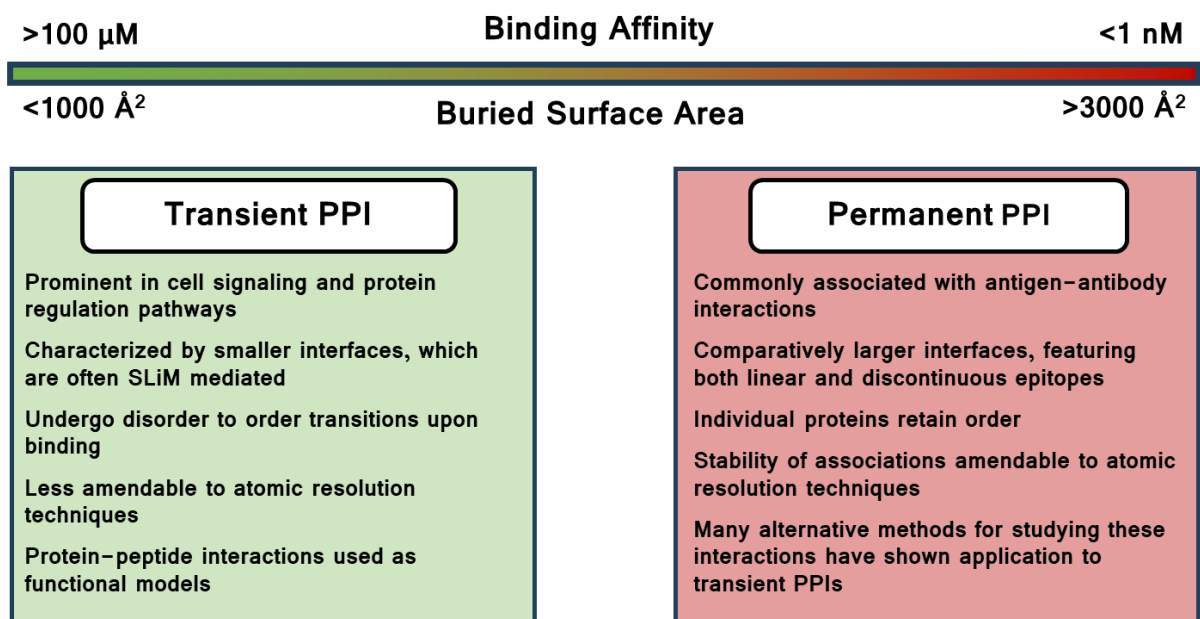 >100 µM Binding Affinity <1 nM
<1000 Å² Buried Surface Area >3000 Å²
Transient PPI
Prominent in cell signaling and protein
regulation pathways
Characterized by smaller interfaces, which
are often SLiM mediated
Undergo disorder to order transitions upon
binding
Less amendable to atomic resolution
techniques
Protein-peptide interactions used as
functional models
Permanent PPI
Commonly associated with antigen-antibody
interactions
Comparatively larger interfaces, featuring
both linear and discontinuous epitopes
Individual proteins retain order
Stability of associations amendable to atomic
resolution techniques
Many alternative methods for studying these
interactions have shown application to
transient PPIs